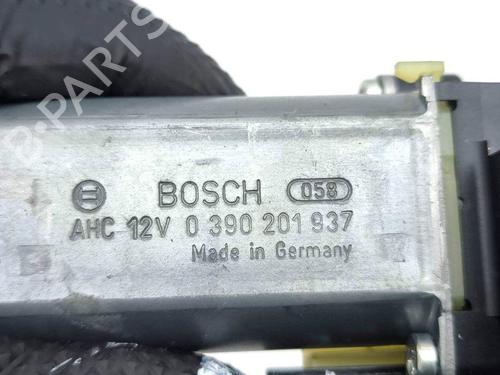 BOSCH 058
AHC 12V 0 390 201 937
Made in Germany
B-PARTS